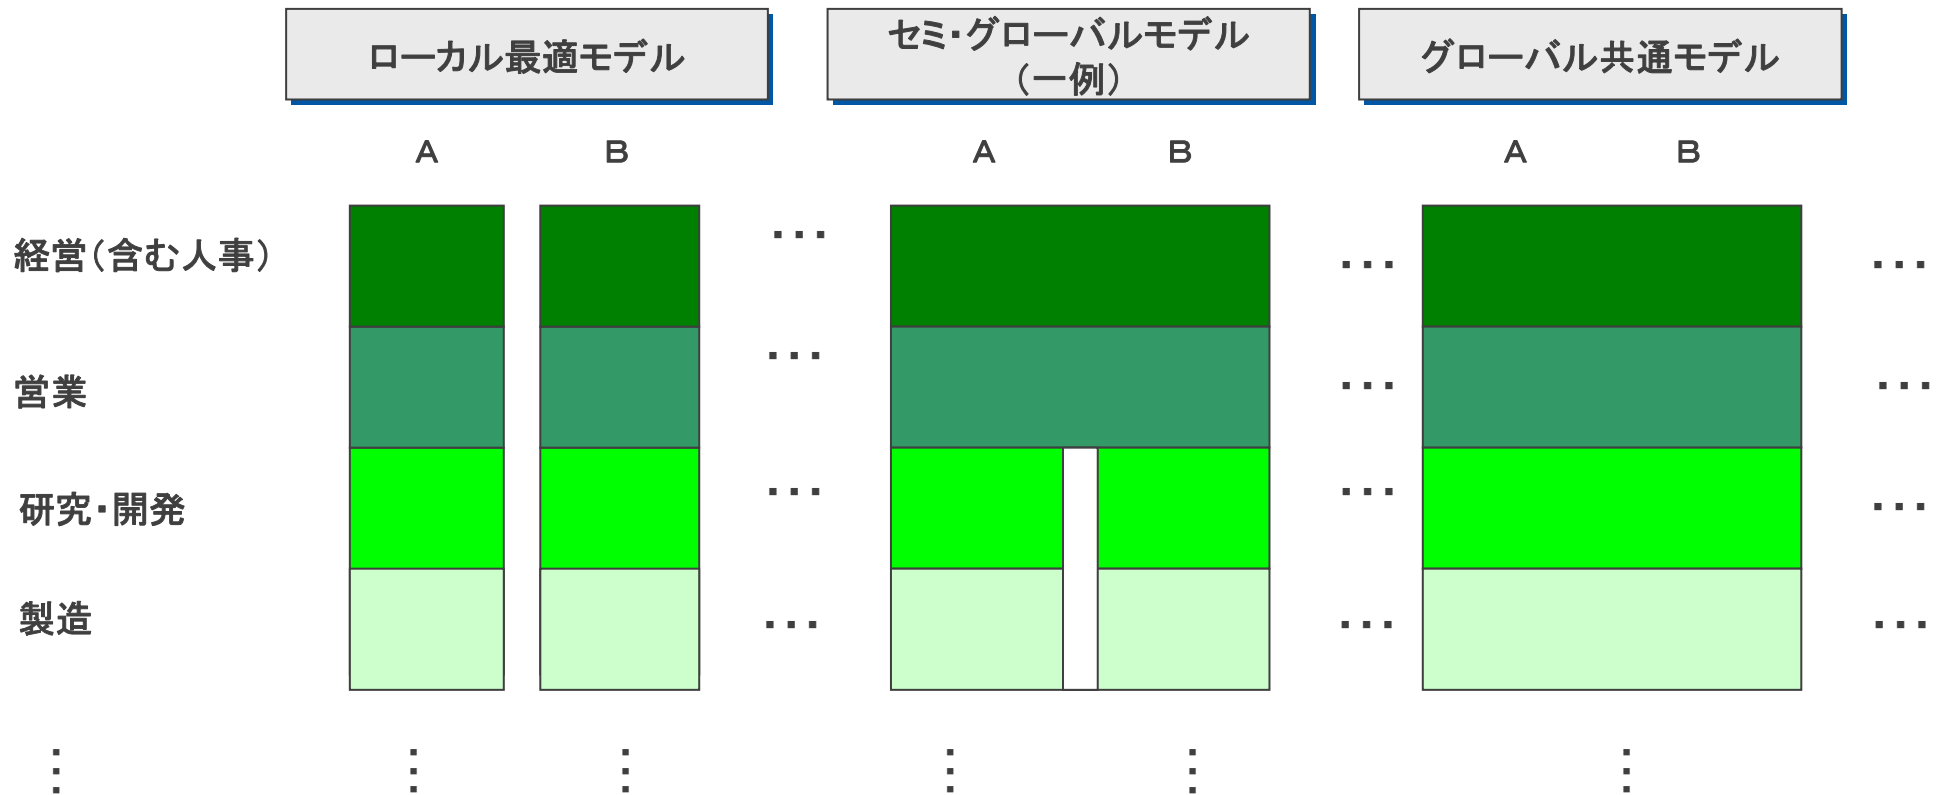 ローカル最適モデル
セミ・グローバルモデル
（一例）
グローバル共通モデル
A B A B A B
経営（含む人事） ・・・ ・・・ ・・・
営業 ・・・ ・・・ ・・・
研究・開発 ・・・ ・・・ ・・・
製造 ・・・ ・・・ ・・・